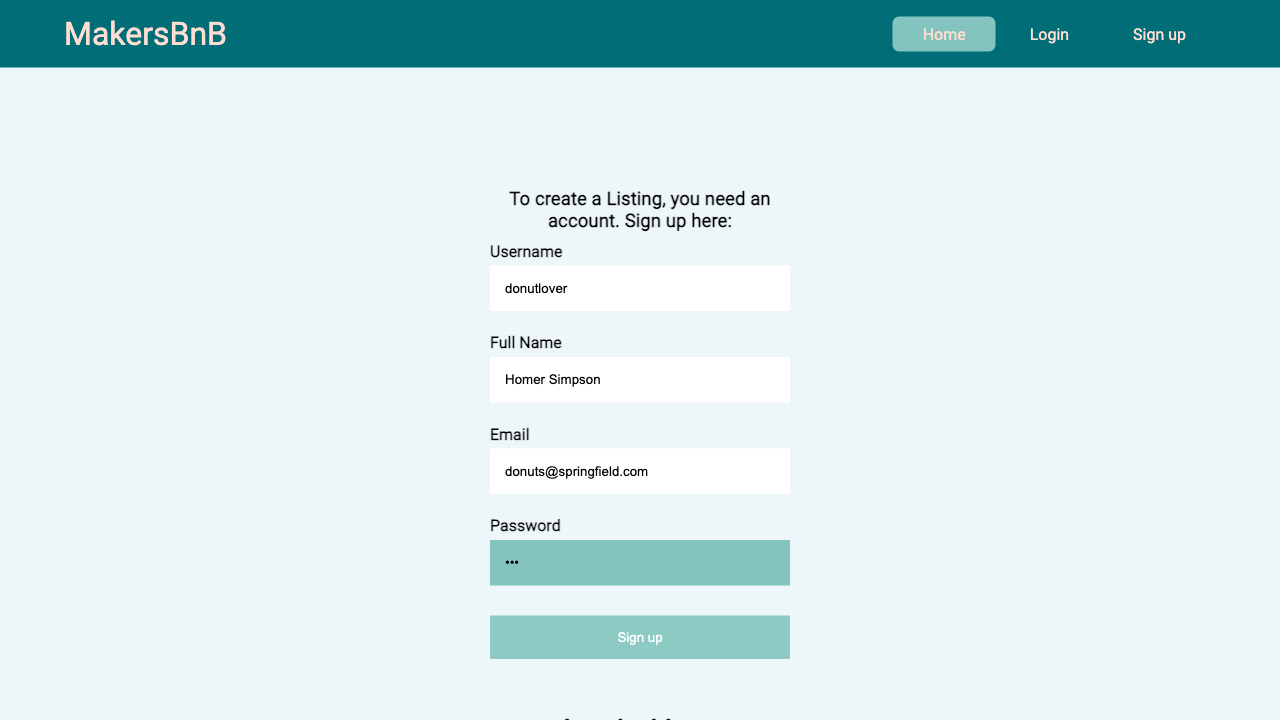 MakersBnB
Home
Login
Sign up
To create a Listing, you need an
account. Sign up here:
Username
donutlover
Full Name
Homer Simpson
Email
donuts@springfield.com
Password
•••
Sign up